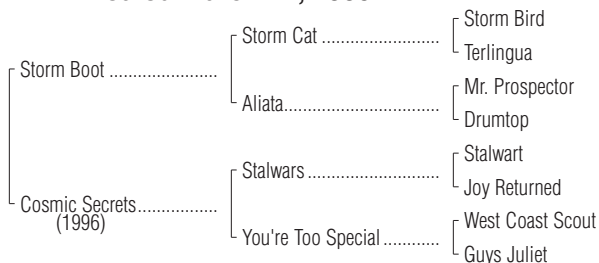 Storm Boot ......................
Cosmic Secrets................
(1996)
Storm Cat ........................
Aliata................................
Stalwars ...........................
You're Too Special ............
Storm Bird
Terlingua
Mr. Prospector
Drumtop
Stalwart
Joy Returned
West Coast Scout
Guys Juliet